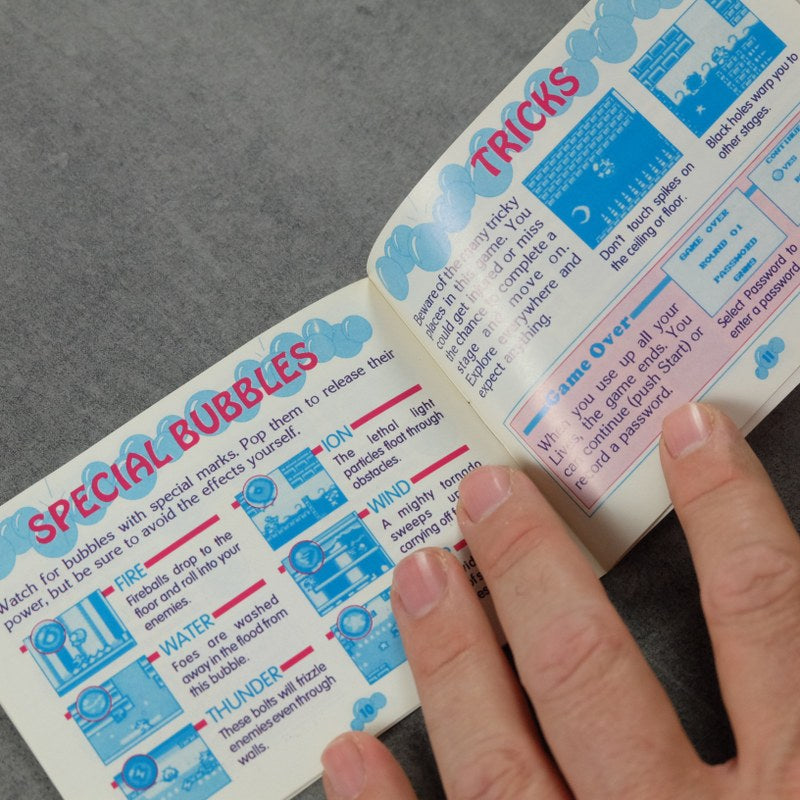 SPECIAL BUBBLES
Watch for bubbles with special marks. Pop them to release their
power, but be sure to avoid the effects yourself.
FIRE
Fireballs drop to the
floor and roll into your
enemies.
WATER
Foes are washed
away in the flood from
this bubble.
THUNDER
These bolts will frizzle
enemies even through
walls.
ION
The lethal light
particles float through
obstacles.
WIND
A mighty tornado
sweeps
carrying off
10
TRICKS
Beware of the many tricky
places in this game. You
could get injured or miss
the chance to complete a
stage and move on.
Explore everywhere and
expect anything.
Don't touch spikes on
the ceiling or floor.
Black holes warp you to
other stages.
Game Over
When you use up all your
Lives, the game ends. You
can continue (push Start) or
record a password.
GAME OVER
ROUND 01
PASSWORD
YES
Select Password to
enter a password
11